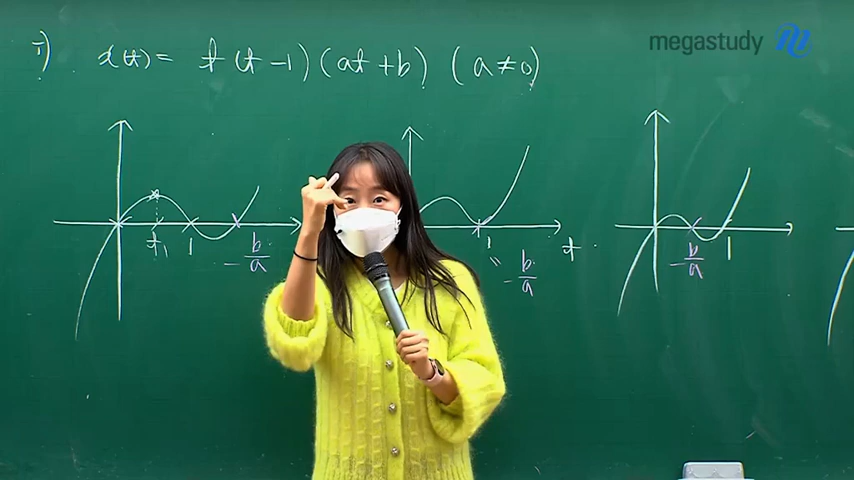 megastudy
i) x(t) = t(t-1)(at+b) (a≠0)
t₁ 1 -b/a
1 t
= -b/a
-b/a 1